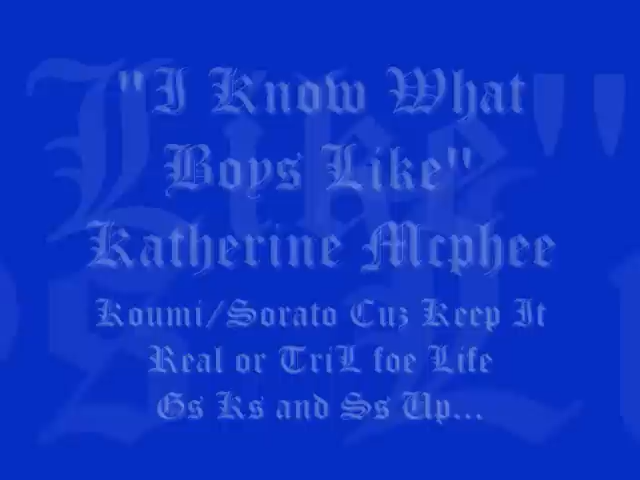 "I Know What
Boys Like"
Katherine Mcphee
Koumi/Sorato Cuz Keep It
Real or TriL foe Life
Gs Ks and Ss Up...